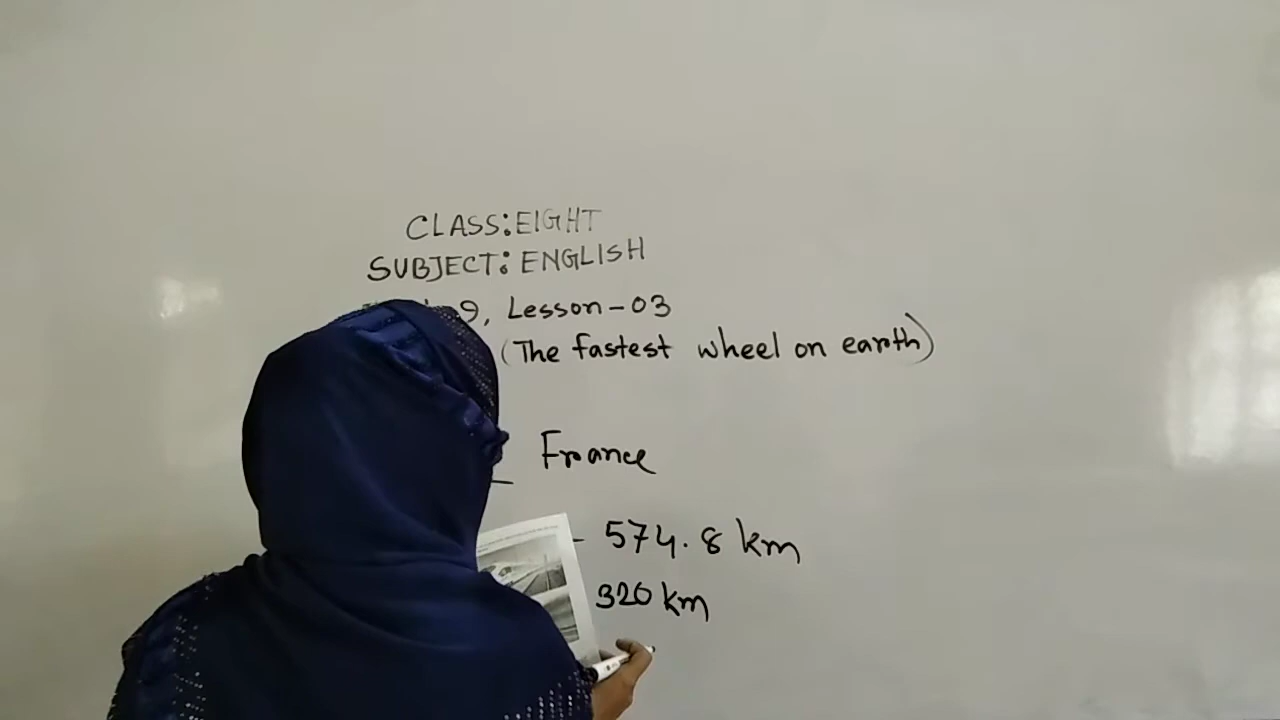 CLASS:EIGHT
SUBJECT: ENGLISH
9, Lesson-03
(The fastest wheel on earth)
France
- 574.8 km
320 km